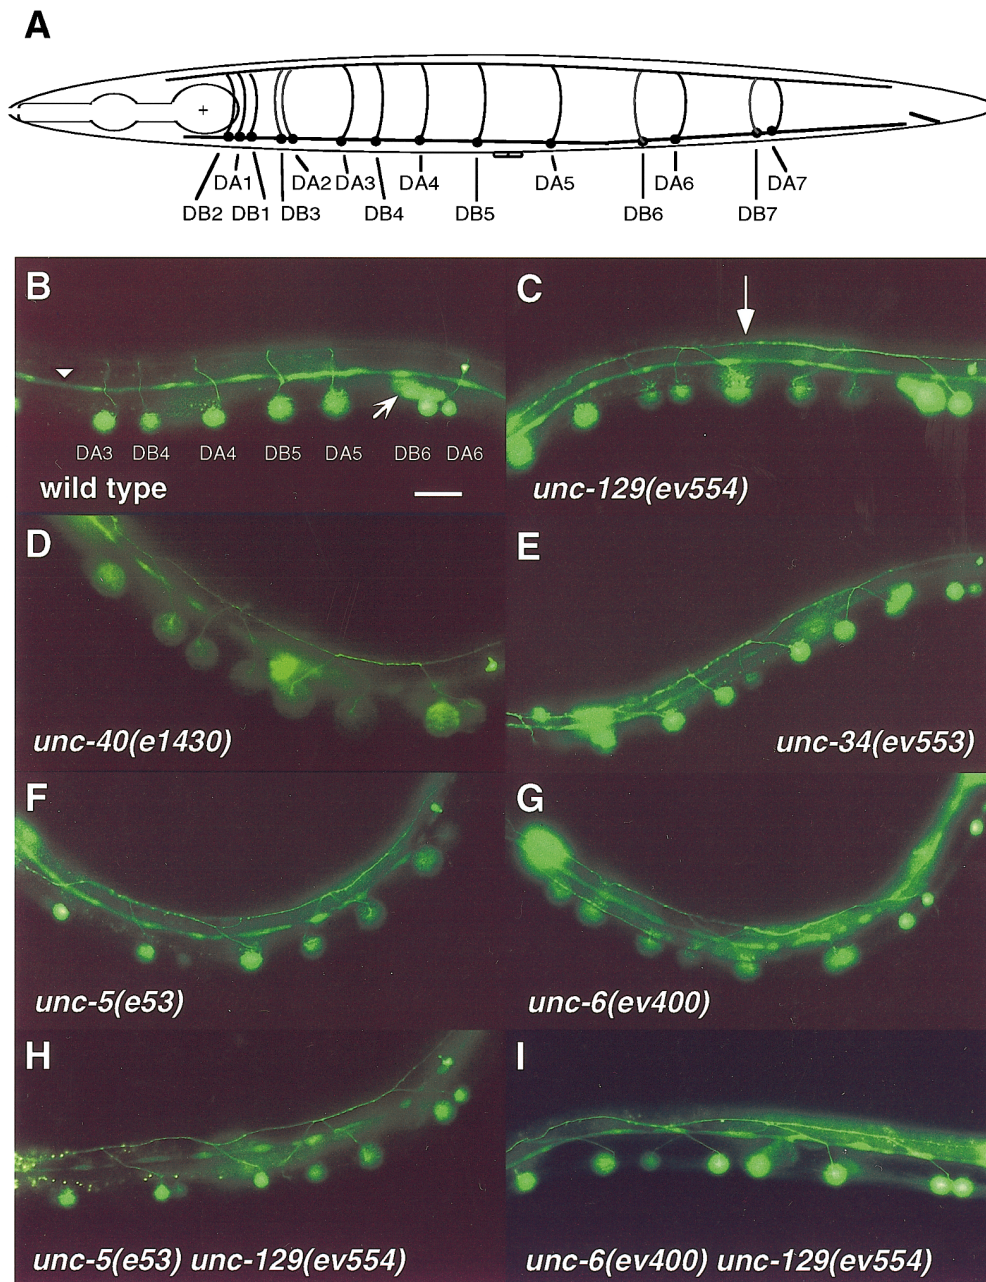 A
DA1 DA2 DA3 DA4 DA5 DA6 DA7
DB2 DB1 DB3 DB4 DB5 DB6 DB7
B
DA3 DB4 DA4 DB5 DA5 DB6 DA6
wild type
C
unc-129(ev554)
D
unc-40(e1430)
E
unc-34(ev553)
F
unc-5(e53)
G
unc-6(ev400)
H
unc-5(e53) unc-129(ev554)
I
unc-6(ev400) unc-129(ev554)